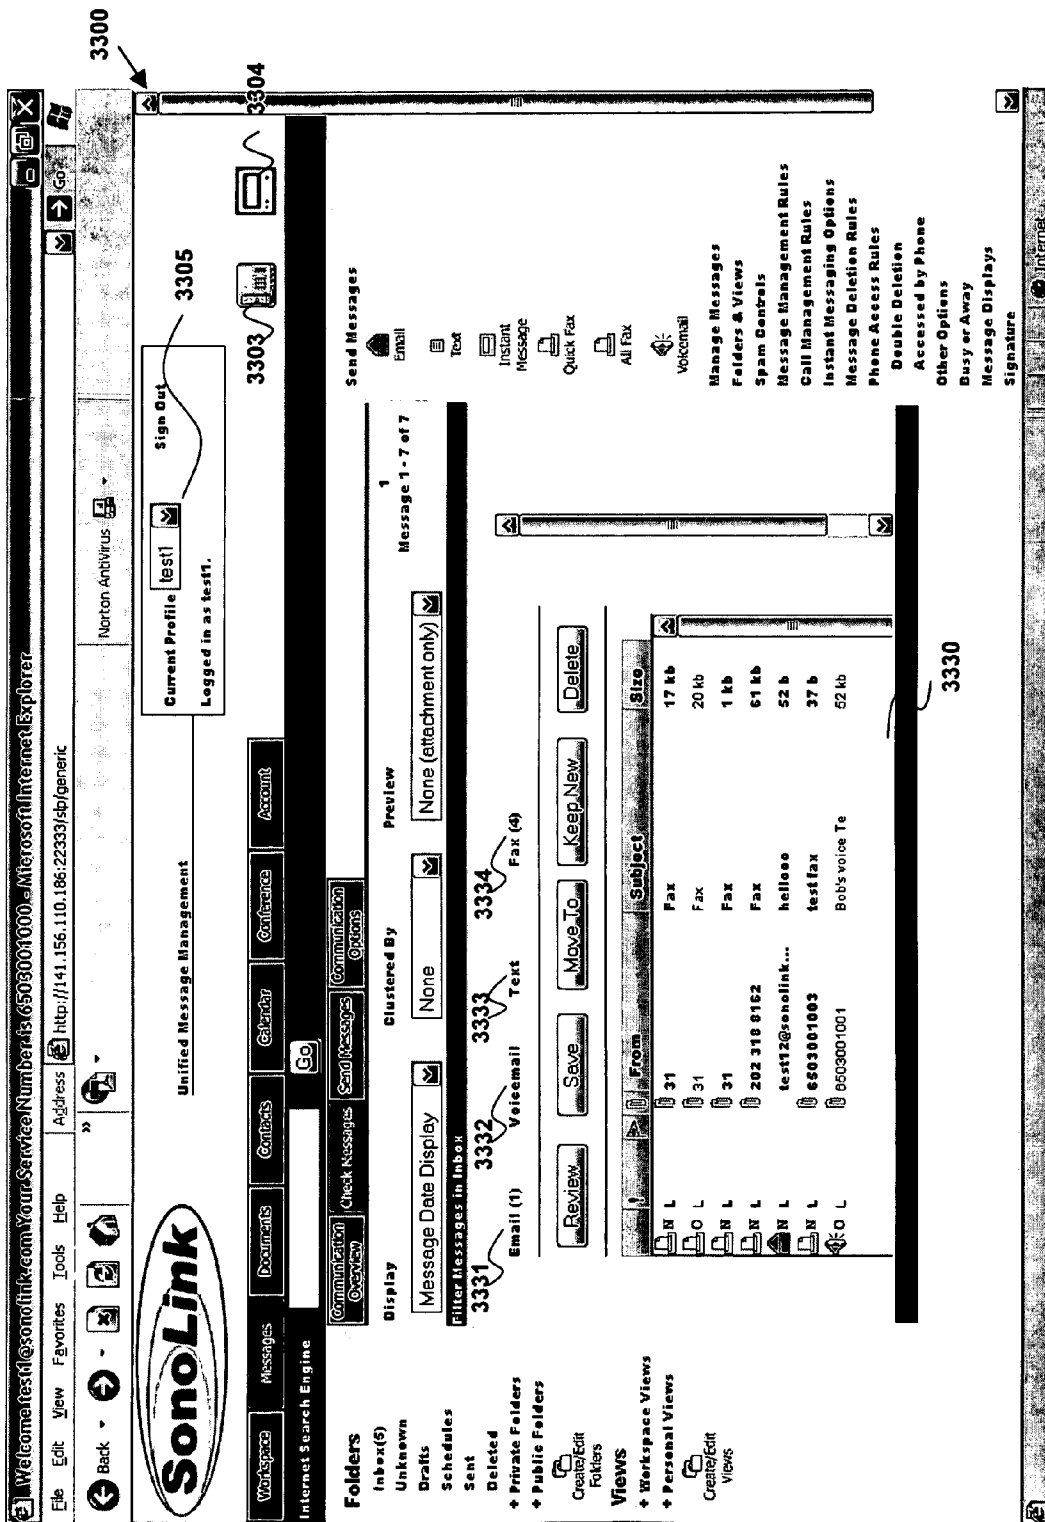 3300
Welcome test1@sonolink.com Your Service Number is 6503001000 - Microsoft Internet Explorer
File Edit View Favorites Tools Help
Address http://141.156.110.186:22333/slp/generic
Go
Back
»
Norton AntiVirus
SonoLink
Unified Message Management
Current Profile test1 Sign Out
Logged in as test1.
3305
3303
3304
Workspace Messages Documents Contacts Calendar Conference Account
Internet Search Engine Go
Folders
Inbox(5)
Unknown
Drafts
Schedules
Sent
Deleted
+ Private Folders
+ Public Folders
Create/Edit
Folders
Views
+ Workspace Views
+ Personal Views
Create/Edit
Views
Communication
Overview
Check Messages
Send Messages
Communication
Options
Display Clustered By Preview
Message Date Display None None (attachment only)
1
Message 1 - 7 of 7
Filter Messages in Inbox
3331 3332 3333 3334
Email (1) Voicemail Text Fax (4)
Review Save Move To Keep New Delete
! From Subject Size
N L 31 Fax 17 kb
O L 31 Fax 20 kb
N L 31 Fax 1 kb
N L 202 318 8162 Fax 61 kb
N L test12@sonolink... hellooo 52 b
N L 6503001003 test fax 37 b
O L 6503001001 Bob's voice Te 52 kb
3330
Send Messages
Email
Text
Instant
Message
Quick Fax
All Fax
Voicemail
Manage Messages
Folders & Views
Spam Controls
Message Management Rules
Call Management Rules
Instant Messaging Options
Message Deletion Rules
Phone Access Rules
Double Deletion
Accessed by Phone
Other Options
Busy or Away
Message Displays
Signature
Internet